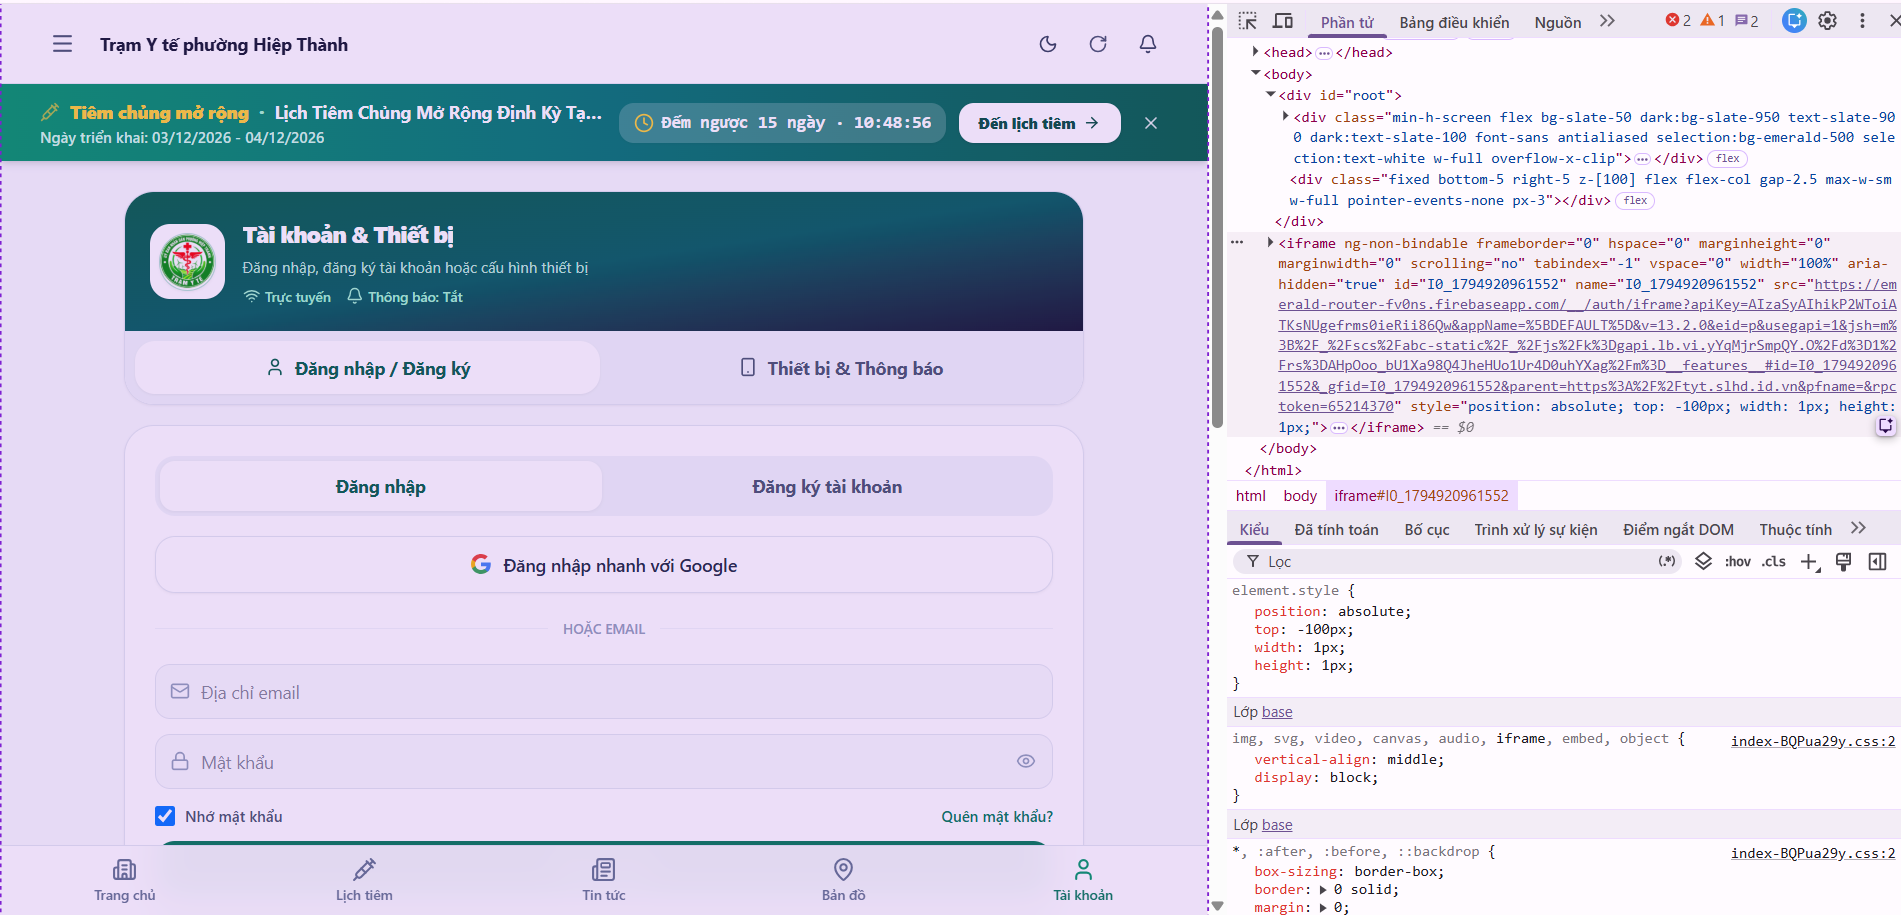 Trạm Y tế phường Hiệp Thành
Tiêm chủng mở rộng · Lịch Tiêm Chủng Mở Rộng Định Kỳ Tạ...
Ngày triển khai: 03/12/2026 - 04/12/2026
Đếm ngược 15 ngày · 10:48:56
Đến lịch tiêm →
Tài khoản & Thiết bị
Đăng nhập, đăng ký tài khoản hoặc cấu hình thiết bị
Trực tuyến
Thông báo: Tắt
Đăng nhập / Đăng ký
Thiết bị & Thông báo
Đăng nhập
Đăng ký tài khoản
Đăng nhập nhanh với Google
HOẶC EMAIL
Địa chỉ email
Mật khẩu
Nhớ mật khẩu
Quên mật khẩu?
Trang chủ
Lịch tiêm
Tin tức
Bản đồ
Tài khoản
Phần tử
Bảng điều khiển
Nguồn
2
1
2
<head> ... </head>
<body>
<div id="root">
<div class="min-h-screen flex bg-slate-50 dark:bg-slate-950 text-slate-90
0 dark:text-slate-100 font-sans antialiased selection:bg-emerald-500 sele
ction:text-white w-full overflow-x-clip"> ... </div> flex
<div class="fixed bottom-5 right-5 z-[100] flex flex-col gap-2.5 max-w-sm
w-full pointer-events-none px-3"></div> flex
</div>
<iframe ng-non-bindable frameborder="0" hspace="0" marginheight="0"
marginwidth="0" scrolling="no" tabindex="-1" vspace="0" width="100%" aria-
hidden="true" id="I0_1794920961552" name="I0_1794920961552" src="https://em
erald-router-fv0ns.firebaseapp.com/__/auth/iframe?apiKey=AIzaSyAIhikP2WToiA
TKsNUgefrms0ieRii86Qw&appName=%5BDEFAULT%5D&v=13.2.0&eid=p&usegapi=1&jsh=m%
3B%2F_%2Fscs%2Fabc-static%2F_%2Fjs%2Fk%3Dgapi.lb.vi.yYqMjrSmpQY.O%2Fd%3D1%2
Frs%3DAHpOoo_bU1Xa98Q4JheHUo1Ur4D0uhYXag%2Fm%3D__features__#id=I0_179492096
1552&_gfid=I0_1794920961552&parent=https%3A%2F%2Ftyt.slhd.id.vn&pfname=&rpc
token=65214370" style="position: absolute; top: -100px; width: 1px; height:
1px;"> ... </iframe> == $0
</body>
</html>
html
body
iframe#I0_1794920961552
Kiểu
Đã tính toán
Bố cục
Trình xử lý sự kiện
Điểm ngắt DOM
Thuộc tính
Lọc
(.*)
:hov
.cls
element.style {
position: absolute;
top: -100px;
width: 1px;
height: 1px;
}
Lớp base
img, svg, video, canvas, audio, iframe, embed, object {
index-BQPua29y.css:2
vertical-align: middle;
display: block;
}
Lớp base
*, :after, :before, ::backdrop {
index-BQPua29y.css:2
box-sizing: border-box;
border: 0 solid;
margin: 0;